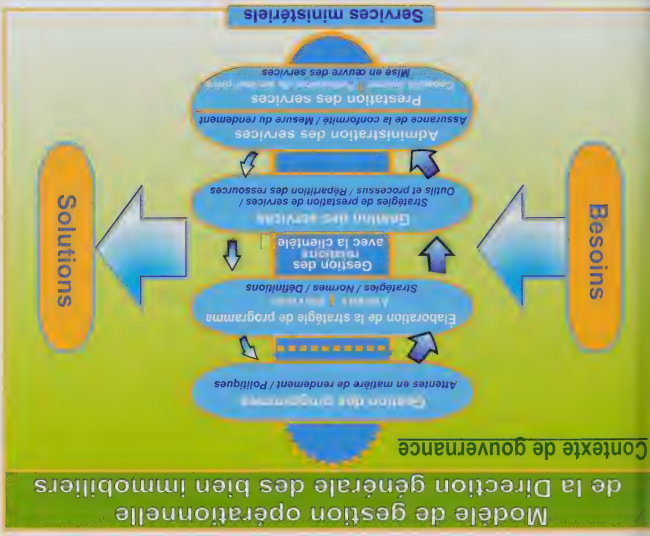 Modèle de gestion opérationnelle
de la Direction générale des bien immobiliers
Contexte de gouvernance
Gestion des programmes
Attentes en matière de rendement / Politiques
Élaboration de la stratégie de programme
Stratégies / Normes / Définitions
Besoins
Gestion des
relations
avec la clientèle
Solutions
Gestion des services
Stratégies de prestation de services /
Outils et processus / Répartition des ressources
Administration des services
Assurance de la conformité / Mesure du rendement
Prestation des services
Mise en œuvre des services
Services ministériels